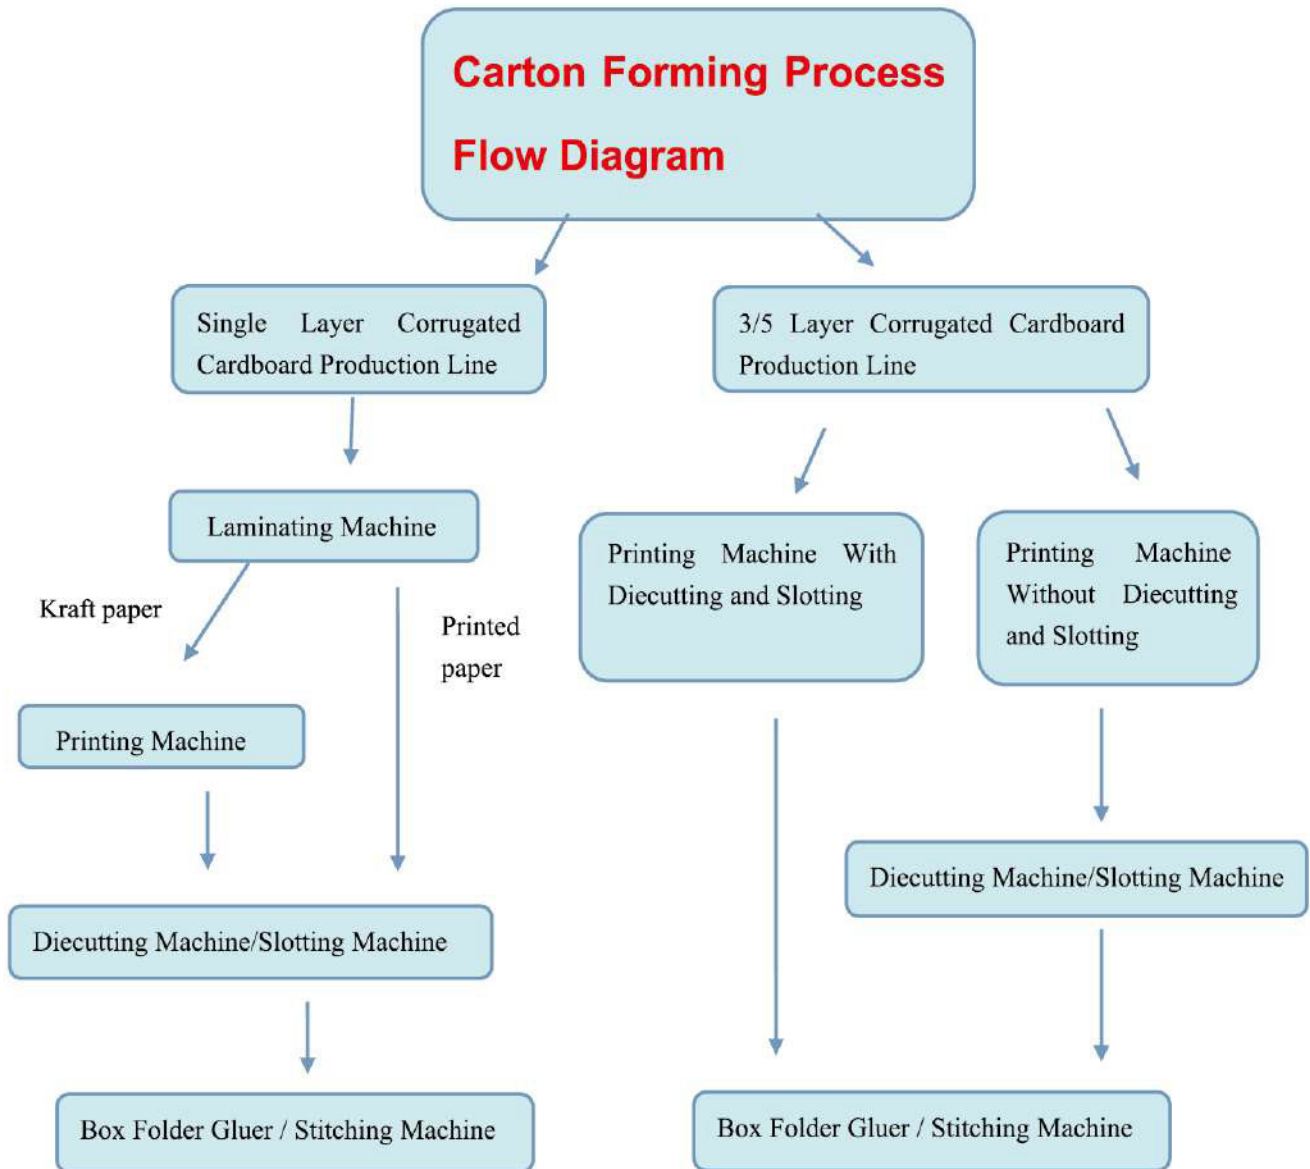 Carton Forming Process
Flow Diagram
Single Layer Corrugated
Cardboard Production Line
3/5 Layer Corrugated Cardboard
Production Line
Laminating Machine
Kraft paper
Printed
paper
Printing Machine With
Diecutting and Slotting
Printing Machine
Without Diecutting
and Slotting
Printing Machine
Diecutting Machine/Slotting Machine
Diecutting Machine/Slotting Machine
Box Folder Gluer / Stitching Machine
Box Folder Gluer / Stitching Machine